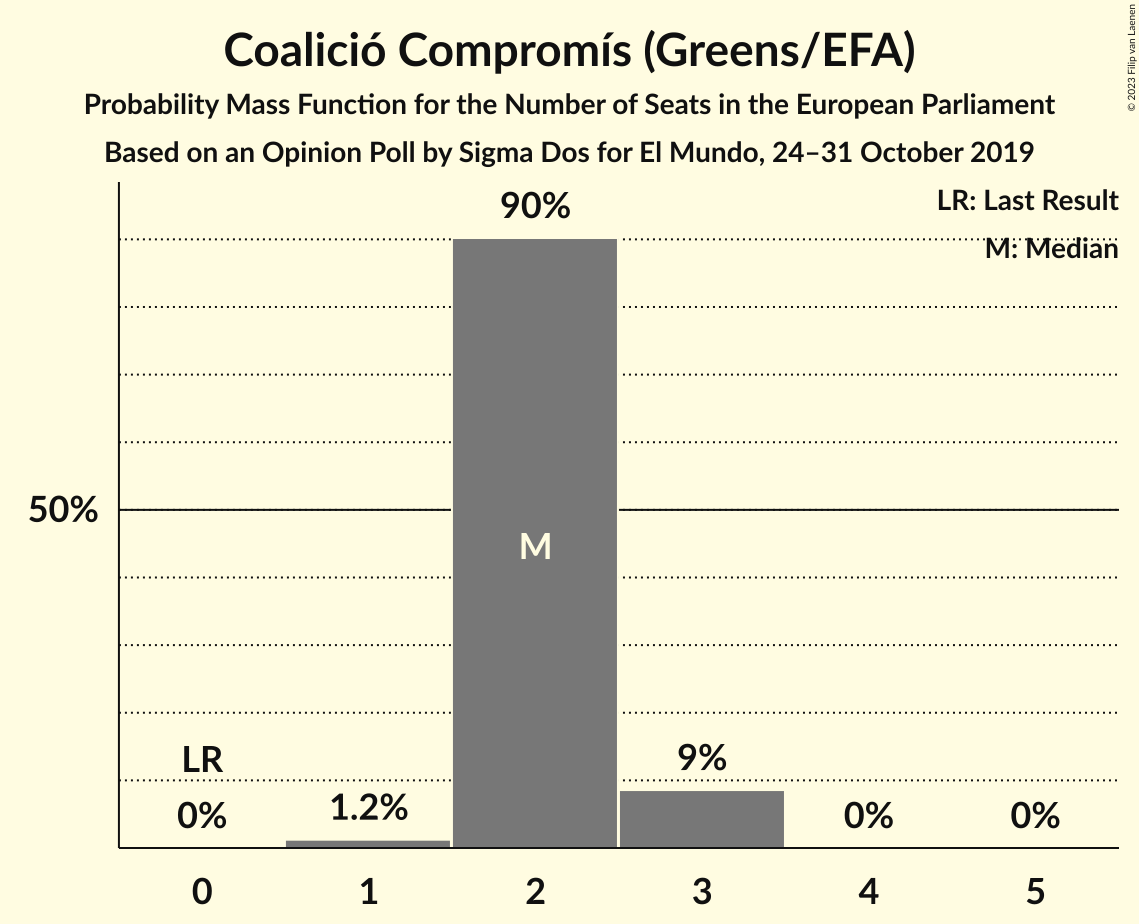 Coalició Compromís (Greens/EFA)
Probability Mass Function for the Number of Seats in the European Parliament
Based on an Opinion Poll by Sigma Dos for El Mundo, 24–31 October 2019
© 2023 Filip van Laenen
LR: Last Result
M: Median
90%
50%
M
LR
0%
1.2%
9%
0%
0%
0 1 2 3 4 5